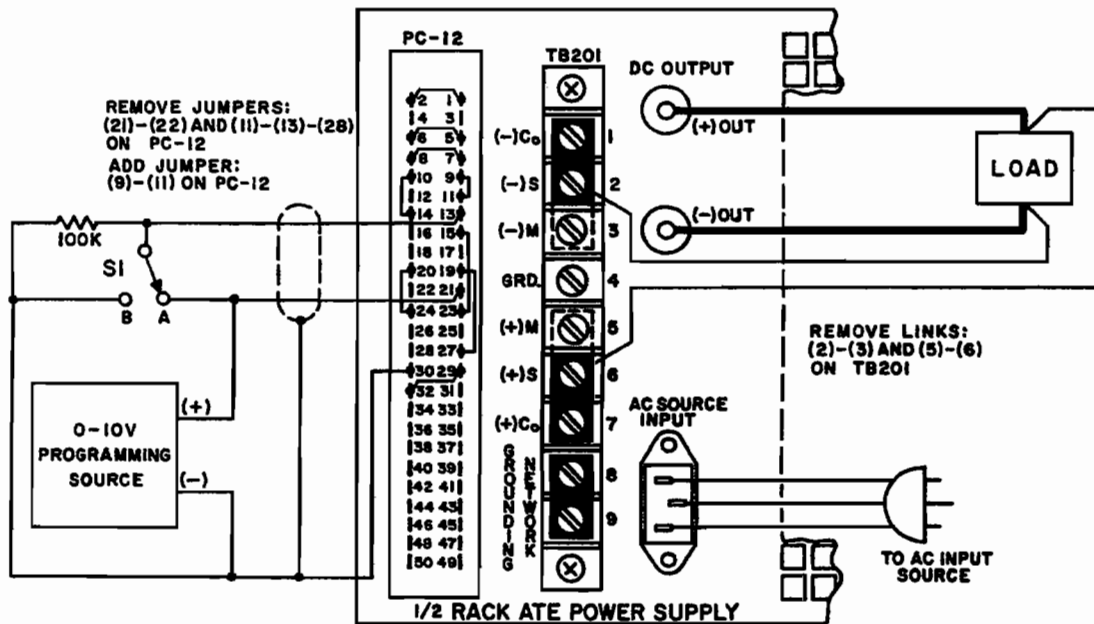 PC-12
TB201
DC OUTPUT
REMOVE JUMPERS:
(21)-(22) AND (11)-(13)-(28)
ON PC-12
ADD JUMPER:
(9)-(11) ON PC-12
2 1
4 3
6 5
8 7
10 9
12 11
14 13
16 15
18 17
20 19
22 21
24 23
26 25
28 27
30 29
32 31
34 33
36 35
38 37
40 39
42 41
44 43
46 45
48 47
50 49
(-)Co 1
(-)S 2
(-)M 3
GRD. 4
(+)M 5
(+)S 6
(+)Co 7
8
9
GROUNDING
NETWORK
(+)OUT
(-)OUT
LOAD
100K
S1
B A
0-10V
PROGRAMMING
SOURCE
(+)
(-)
REMOVE LINKS:
(2)-(3) AND (5)-(6)
ON TB201
AC SOURCE
INPUT
TO AC INPUT
SOURCE
1/2 RACK ATE POWER SUPPLY